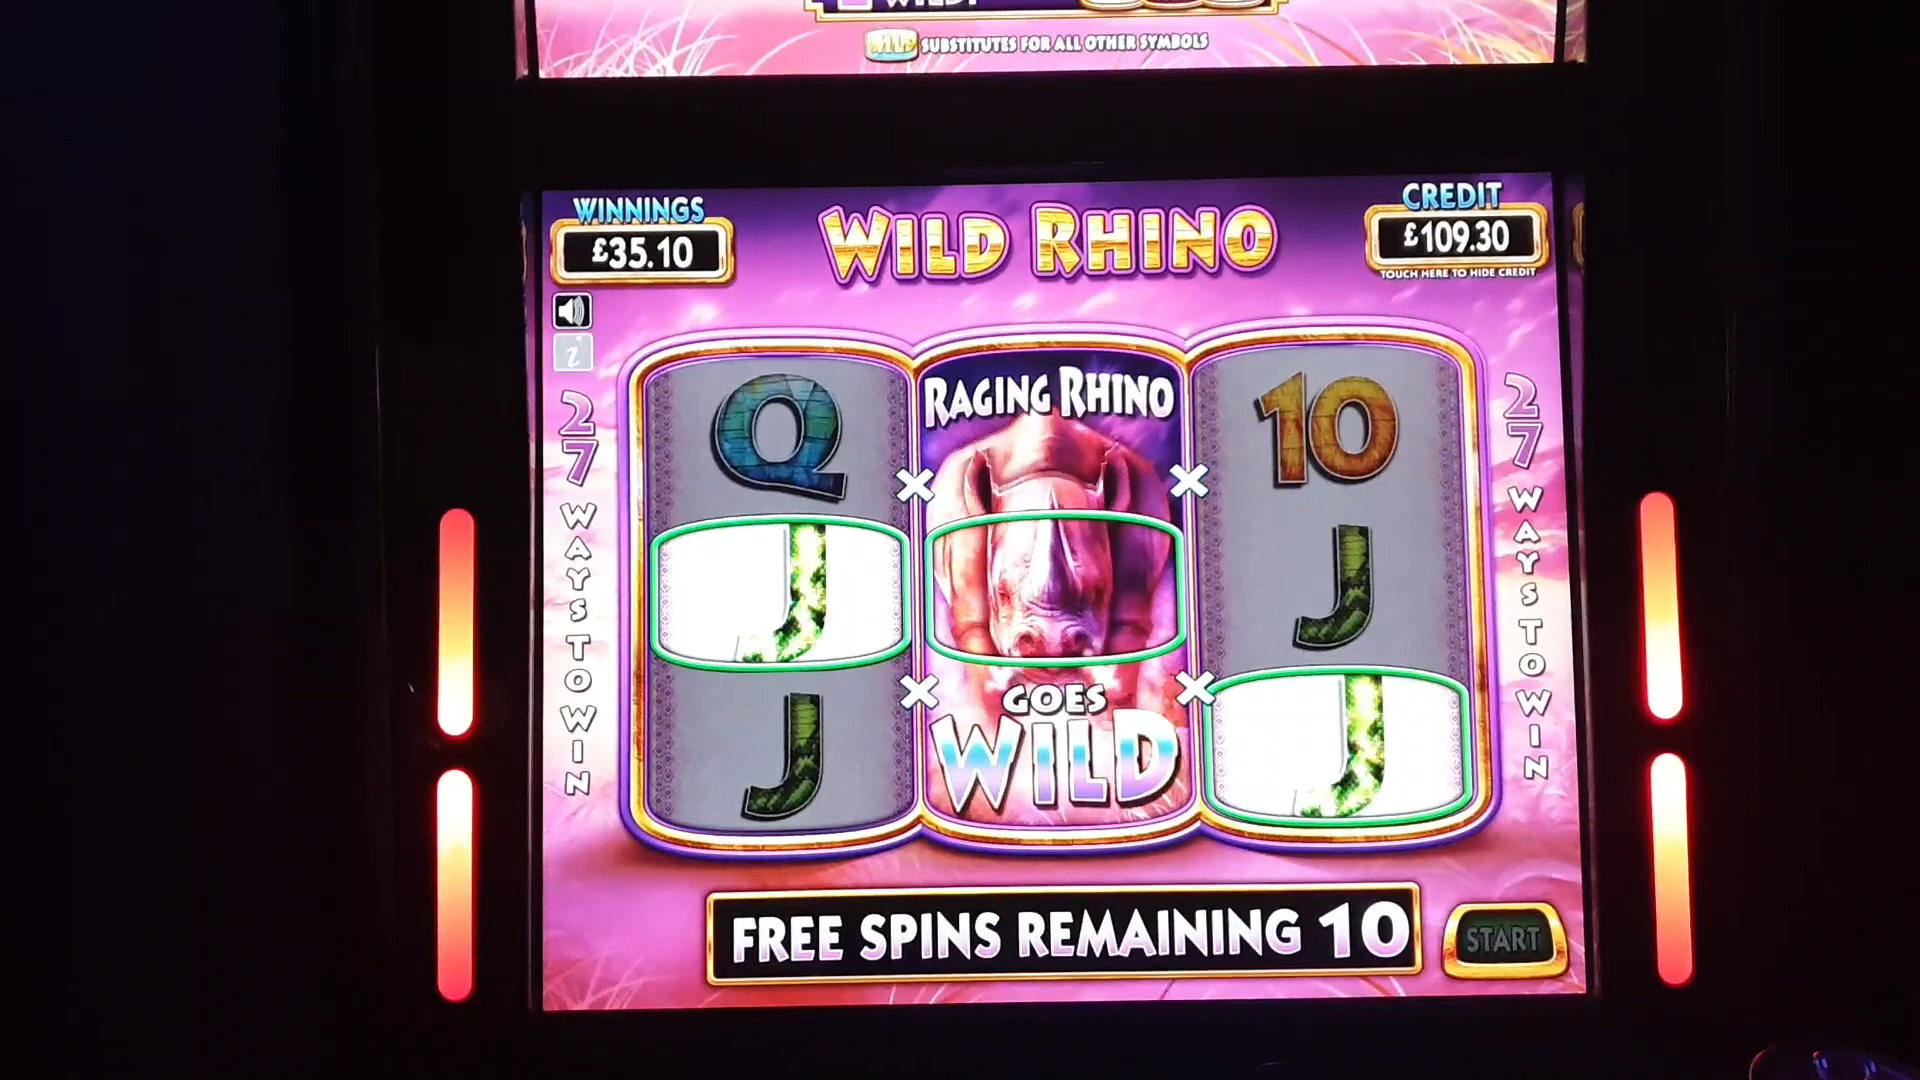 WILD SUBSTITUTES FOR ALL OTHER SYMBOLS
WINNINGS
£35.10
WILD RHINO
CREDIT
£109.30
TOUCH HERE TO HIDE CREDIT
i
27 WAYS TO WIN
Q
RAGING RHINO
10
J
J
J
GOES
WILD
J
27 WAYS TO WIN
FREE SPINS REMAINING 10
START